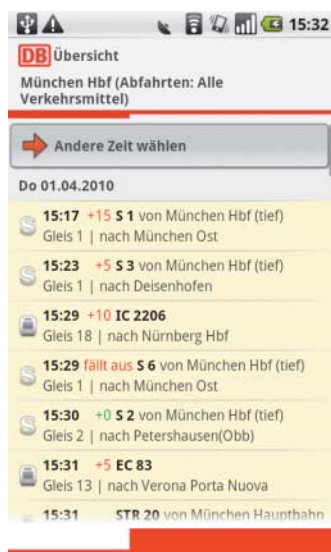 15:32
DB Übersicht
München Hbf (Abfahrten: Alle
Verkehrsmittel)
Andere Zeit wählen
Do 01.04.2010
15:17 +15 S 1 von München Hbf (tief)
Gleis 1 | nach München Ost
15:23 +5 S 3 von München Hbf (tief)
Gleis 1 | nach Deisenhofen
15:29 +10 IC 2206
Gleis 18 | nach Nürnberg Hbf
15:29 fällt aus S 6 von München Hbf (tief)
Gleis 1 | nach München Ost
15:30 +0 S 2 von München Hbf (tief)
Gleis 2 | nach Petershausen(Obb)
15:31 +5 EC 83
Gleis 13 | nach Verona Porta Nuova
15:31 STR 20 von München Hauptbahn